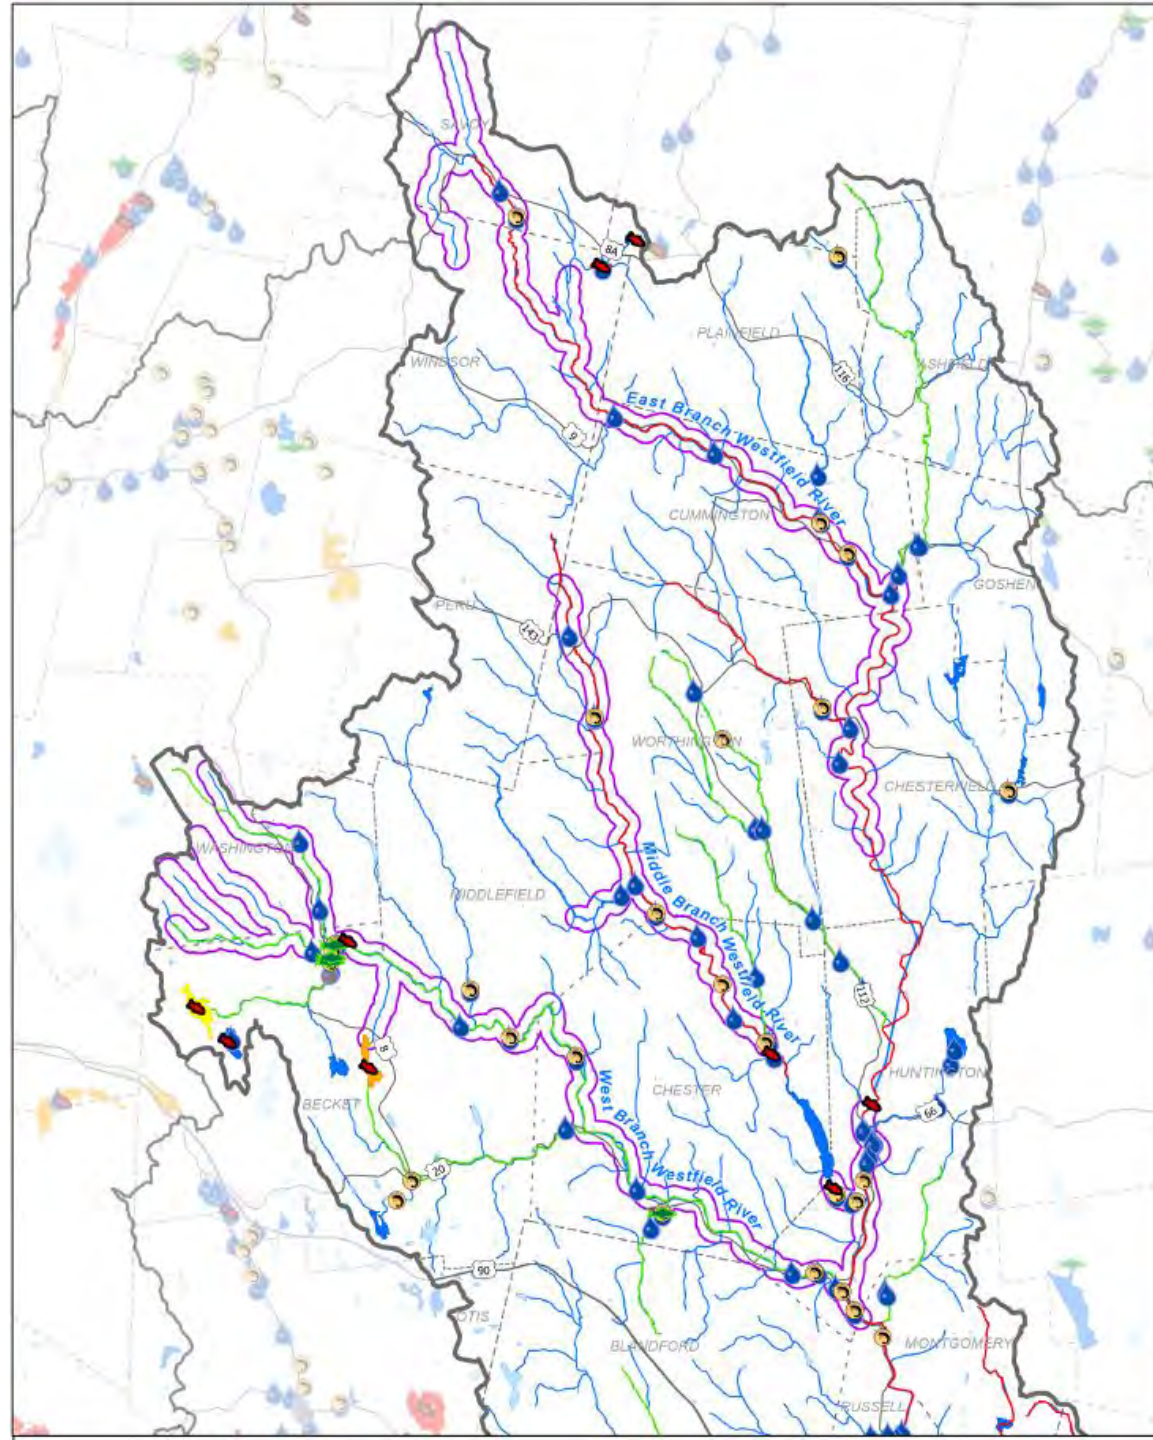 SAVOY
8A
PLAINFIELD
WINDSOR
ASHFIELD
116
9
East Branch Westfield River
CUMMINGTON
GOSHEN
PERU
143
WORTHINGTON
CHESTERFIELD
WASHINGTON
Middle Branch Westfield River
MIDDLEFIELD
112
8
HUNTINGTON
CHESTER
BECKET
66
West Branch Westfield River
20
90
OTIS
BLANDFORD
MONTGOMERY
RUSSELL